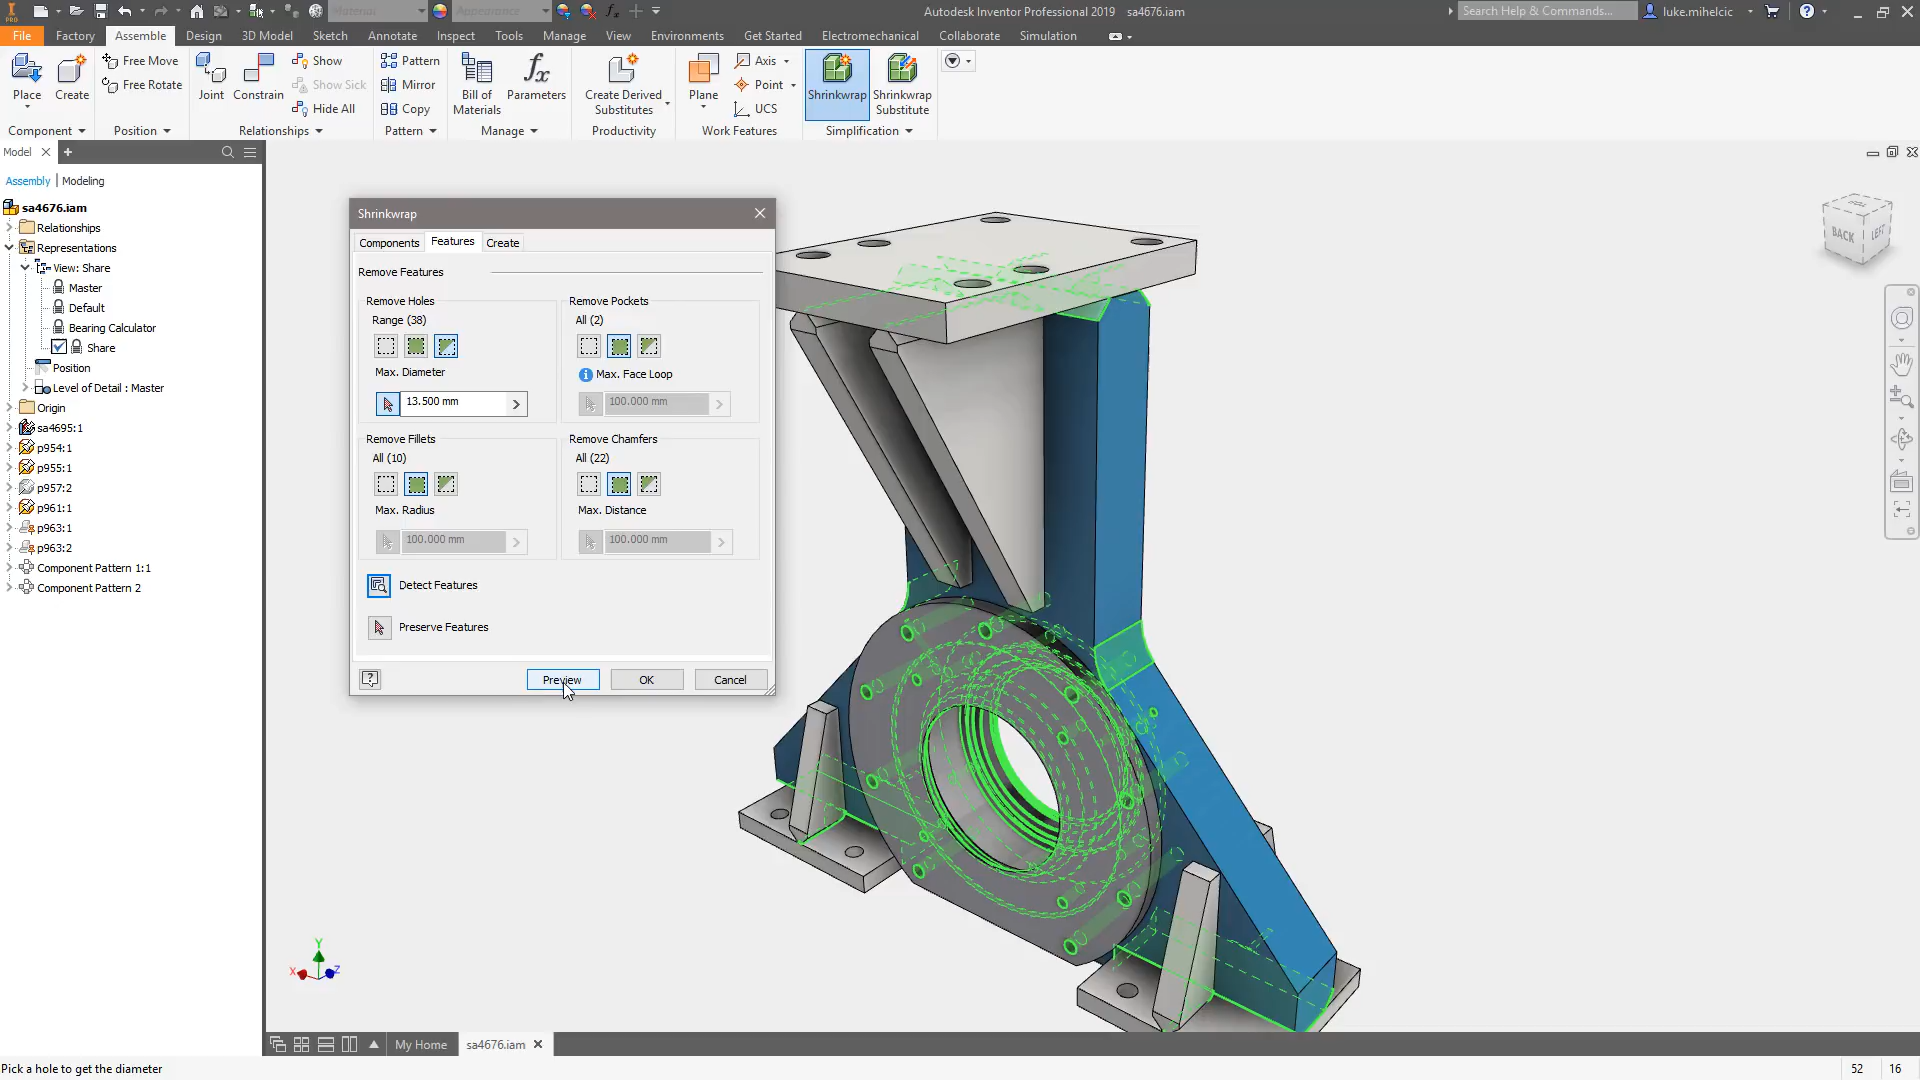 PRO
Material
Appearance
Autodesk Inventor Professional 2019 sa4676.iam
Search Help & Commands...
luke.mihelcic
File Factory Assemble Design 3D Model Sketch Annotate Inspect Tools Manage View Environments Get Started Factory Electromechanical Collaborate Simulation
Place
Create
Free Move
Free Rotate
Joint
Constrain
Show
Show Sick
Hide All
Pattern
Mirror
Copy
Bill of
Materials
Parameters
Create Derived
Substitutes
Plane
Axis
Point
UCS
Shrinkwrap
Shrinkwrap
Substitute
Component
Position
Relationships
Pattern
Manage
Productivity
Work Features
Simplification
Model
Assembly | Modeling
sa4676.iam
Relationships
Representations
View: Share
Master
Default
Bearing Calculator
Share
Position
Level of Detail : Master
Origin
sa4695:1
p954:1
p955:1
p957:2
p961:1
p963:1
p963:2
Component Pattern 1:1
Component Pattern 2
Shrinkwrap
Components Features Create
Remove Features
Remove Holes
Range (38)
Max. Diameter
13.500 mm
Remove Pockets
All (2)
Max. Face Loop
100.000 mm
Remove Fillets
All (10)
Max. Radius
100.000 mm
Remove Chamfers
All (22)
Max. Distance
100.000 mm
Detect Features
Preserve Features
Preview OK Cancel
BACK LEFT
Y
X
Z
My Home
sa4676.iam
Pick a hole to get the diameter
52 16